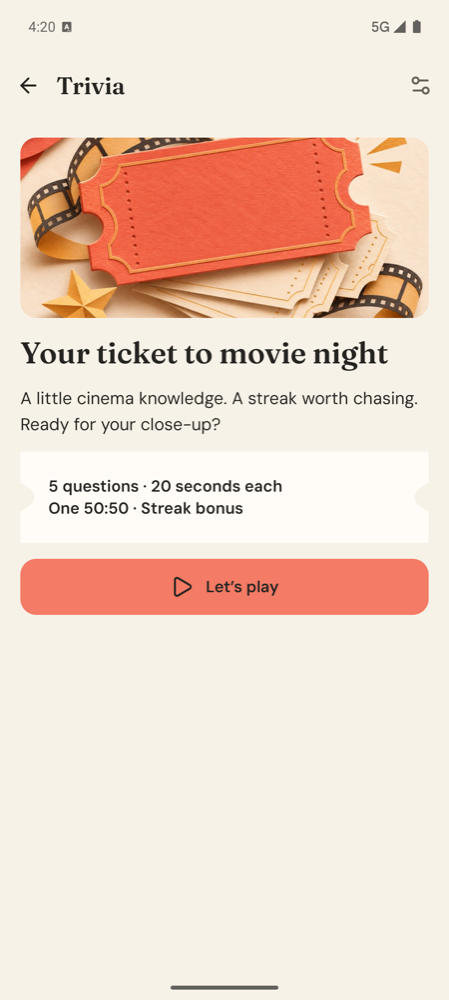 4:20
5G
Trivia
Your ticket to movie night
A little cinema knowledge. A streak worth chasing.
Ready for your close-up?
5 questions · 20 seconds each
One 50:50 · Streak bonus
Let’s play